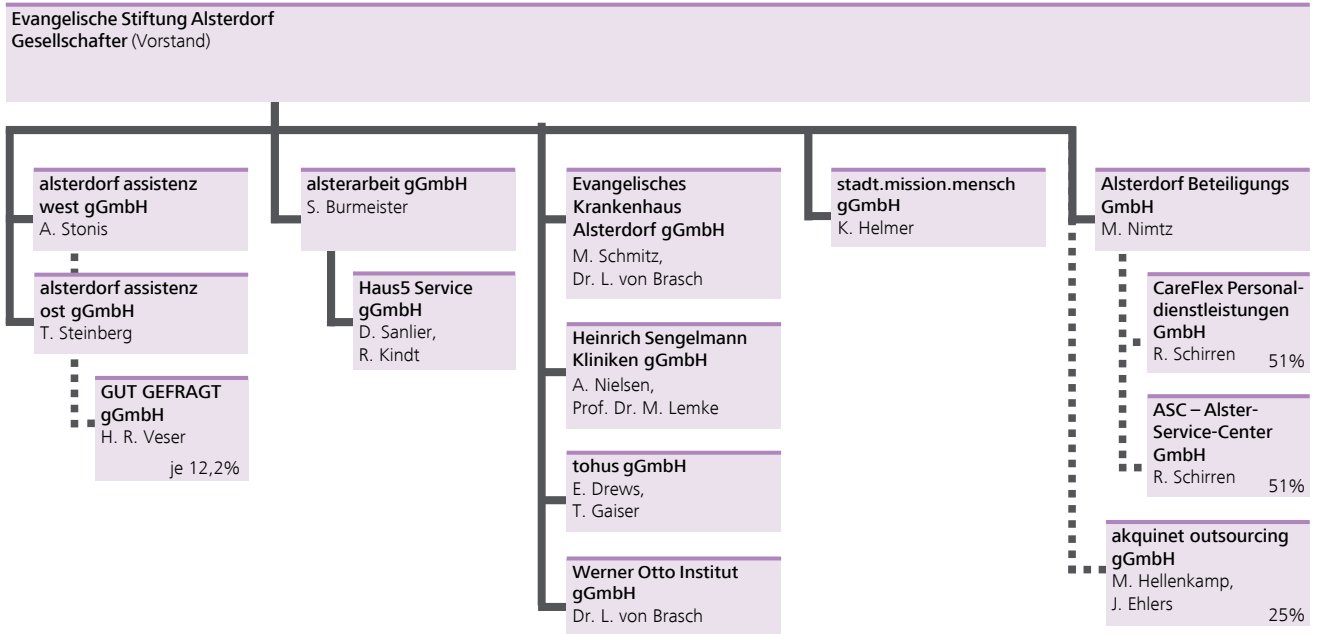 Evangelische Stiftung Alsterdorf
Gesellschafter (Vorstand)
alsterdorf assistenz
west gGmbH
A. Stonis
alsterdorf assistenz
ost gGmbH
T. Steinberg
GUT GEFRAGT
gGmbH
H. R. Veser
je 12,2%
alsterarbeit gGmbH
S. Burmeister
Haus5 Service
gGmbH
D. Sanlier,
R. Kindt
Evangelisches
Krankenhaus
Alsterdorf gGmbH
M. Schmitz,
Dr. L. von Brasch
Heinrich Sengelmann
Kliniken gGmbH
A. Nielsen,
Prof. Dr. M. Lemke
tohus gGmbH
E. Drews,
T. Gaiser
Werner Otto Institut
gGmbH
Dr. L. von Brasch
stadt.mission.mensch
gGmbH
K. Helmer
Alsterdorf Beteiligungs
GmbH
M. Nimtz
CareFlex Personal-
dienstleistungen
GmbH
R. Schirren 51%
ASC – Alster-
Service-Center
GmbH
R. Schirren 51%
akquinet outsourcing
gGmbH
M. Hellenkamp,
J. Ehlers 25%